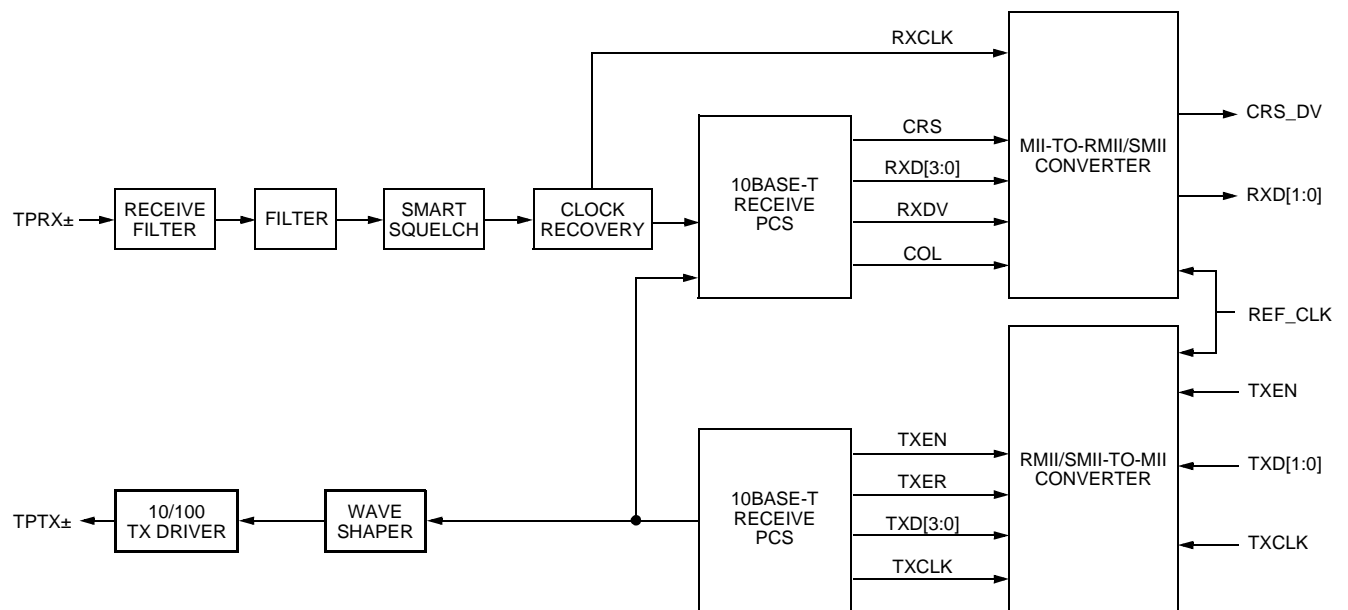 RXCLK
CRS_DV
CRS
MII-TO-RMII/SMII
CONVERTER
10BASE-T
RECEIVE
PCS
RXD[3:0]
RXD[1:0]
TPRX±
RECEIVE
FILTER
FILTER
SMART
SQUELCH
CLOCK
RECOVERY
RXDV
COL
REF_CLK
TXEN
TXEN
RMII/SMII-TO-MII
CONVERTER
TXD[1:0]
TXER
TPTX±
10/100
TX DRIVER
WAVE
SHAPER
10BASE-T
RECEIVE
PCS
TXD[3:0]
TXCLK
TXCLK